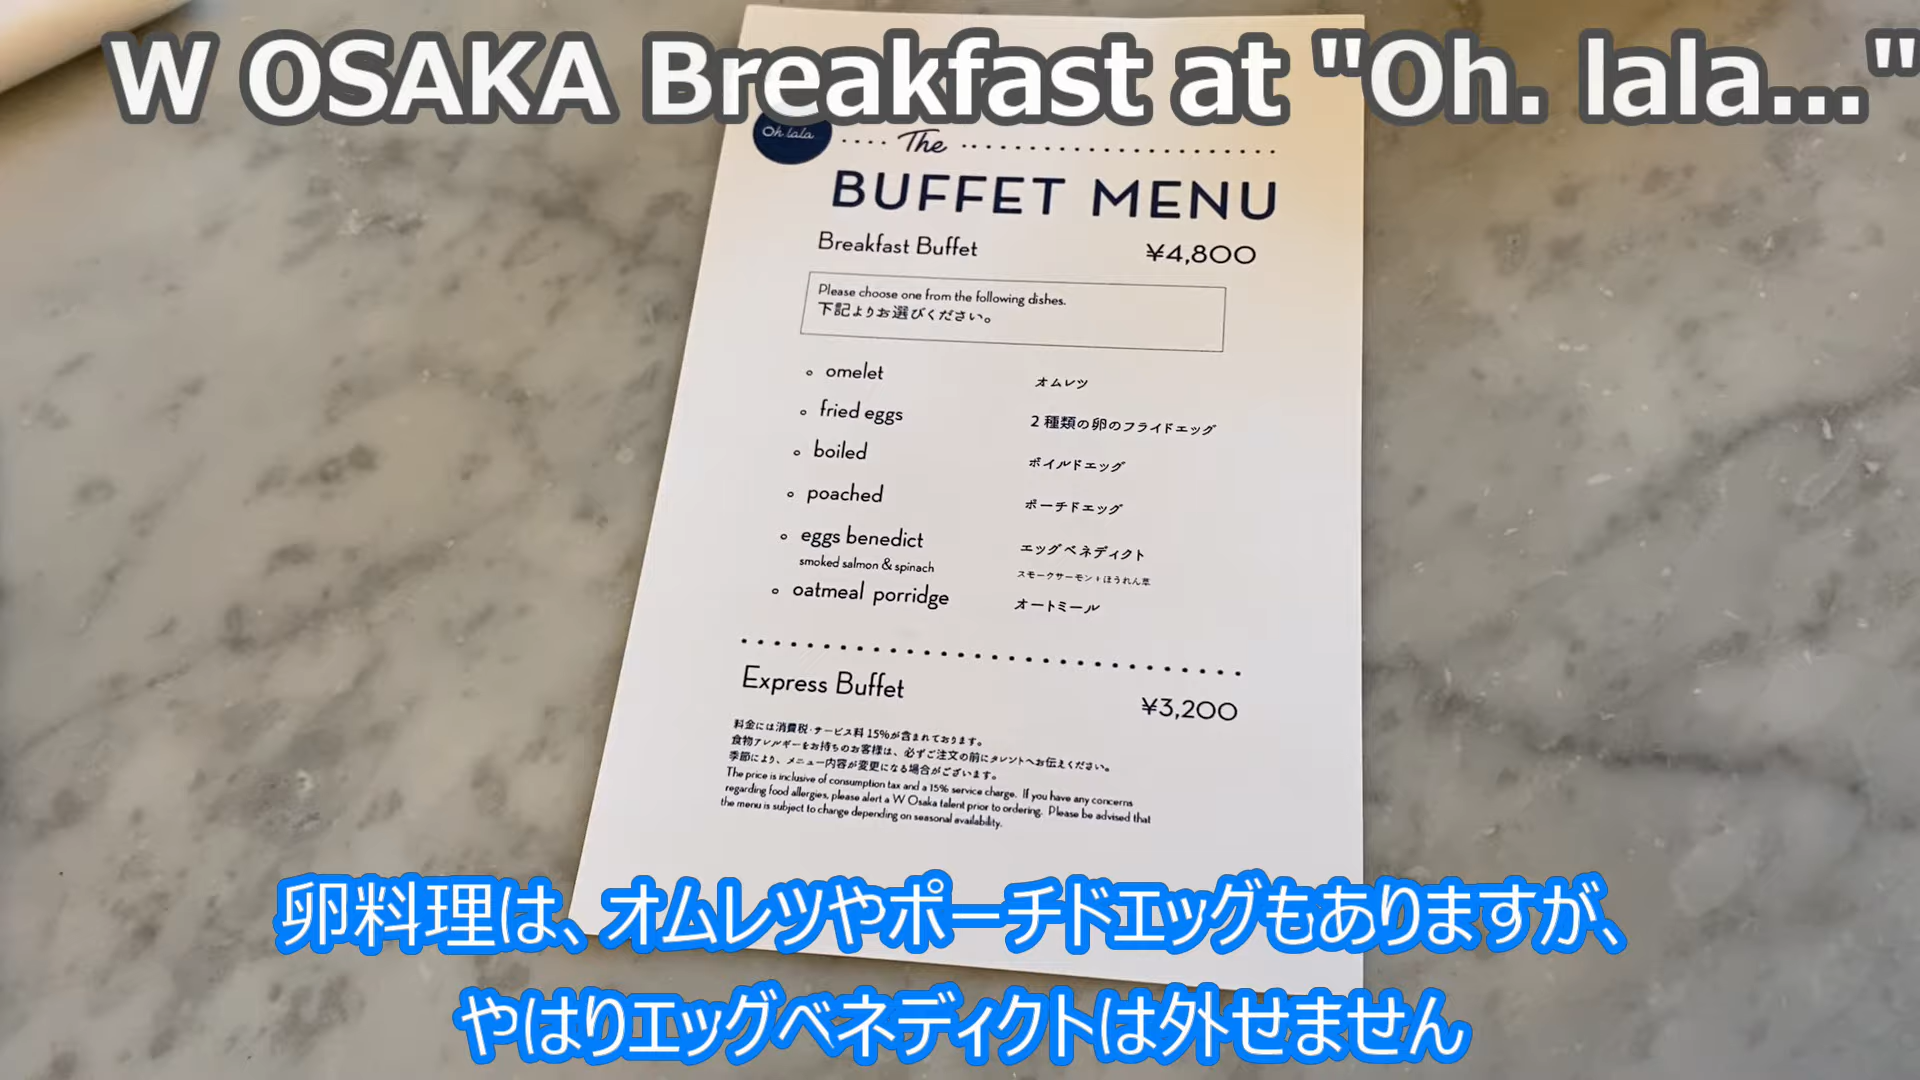 W OSAKA Breakfast at "Oh. lala..."
Oh lala
The
BUFFET MENU
Breakfast Buffet ¥4,800
Please choose one from the following dishes.
下記よりお選びください。
omelet オムレツ
fried eggs 2種類の卵のフライドエッグ
boiled ボイルドエッグ
poached ポーチドエッグ
eggs benedict エッグベネディクト
smoked salmon & spinach スモークサーモン+ほうれん草
oatmeal porridge オートミール
Express Buffet ¥3,200
料金には消費税·サービス料15%が含まれております。
食物アレルギーをお持ちのお客様は、必ずご注文の前にタレントへお伝えください。
季節により、メニュー内容が変更になる場合がございます。
The price is inclusive of consumption tax and a 15% service charge. If you have any concerns
regarding food allergies, please alert a W Osaka talent prior to ordering. Please be advised that
the menu is subject to change depending on seasonal availability.
卵料理は、オムレツやポーチドエッグもありますが、
やはりエッグベネディクトは外せません